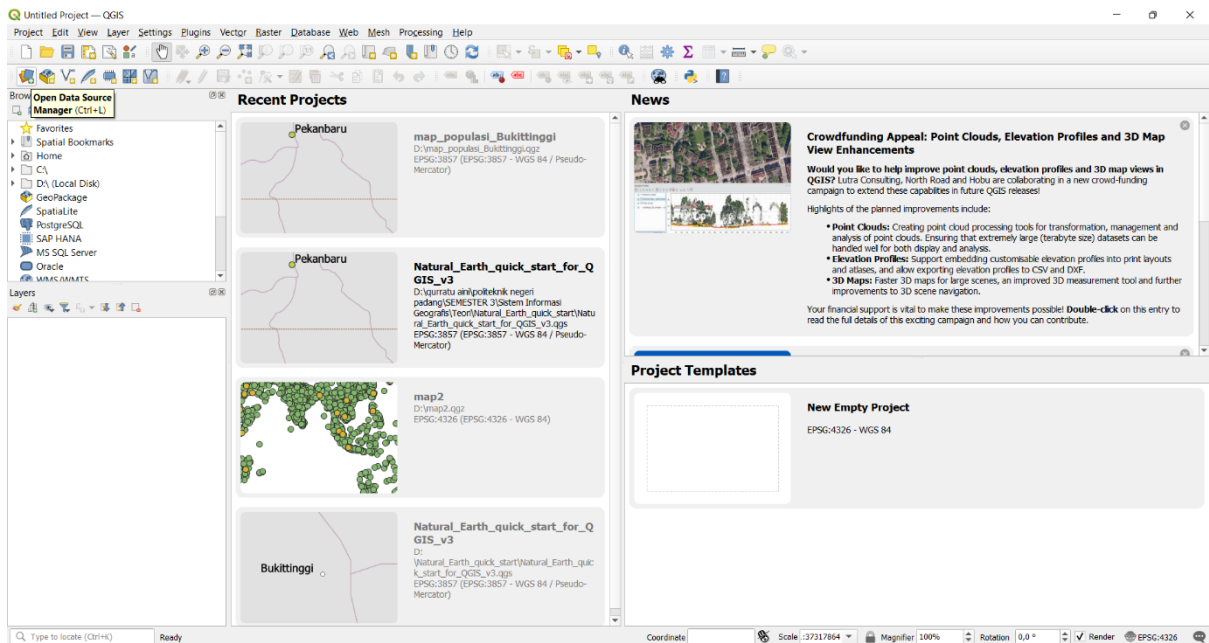 Untitled Project — QGIS
Project Edit View Layer Settings Plugins Vector Raster Database Web Mesh Processing Help
Open Data Source
Manager (Ctrl+L)
Favorites
Spatial Bookmarks
Home
C:\
D:\ (Local Disk)
GeoPackage
SpatiaLite
PostgreSQL
SAP HANA
MS SQL Server
Oracle
WMS/WMTS
Layers
Recent Projects
Pekanbaru
map_populasi_Bukittinggi
D:\map_populasi_Bukittinggi.qgz
EPSG:3857 (EPSG:3857 - WGS 84 / Pseudo-
Mercator)
Pekanbaru
Natural_Earth_quick_start_for_Q
GIS_v3
D:\qurratu aini\politeknik negeri
padang\SEMESTER 3\Sistem Informasi
Geografis\Teori\Natural_Earth_quick_start\Natu
ral_Earth_quick_start_for_QGIS_v3.qgs
EPSG:3857 (EPSG:3857 - WGS 84 / Pseudo-
Mercator)
map2
D:\map2.qgz
EPSG:4326 (EPSG:4326 - WGS 84)
Bukittinggi
Natural_Earth_quick_start_for_Q
GIS_v3
D:
\Natural_Earth_quick_start\Natural_Earth_quic
k_start_for_QGIS_v3.qgs
EPSG:3857 (EPSG:3857 - WGS 84 / Pseudo-
Mercator)
News
Crowdfunding Appeal: Point Clouds, Elevation Profiles and 3D Map
View Enhancements
Would you like to help improve point clouds, elevation profiles and 3D map views in
QGIS? Lutra Consulting, North Road and Hobu are collaborating in a new crowd-funding
campaign to extend these capablities in future QGIS releases!
Highlights of the planned improvements include:
• Point Clouds: Creating point cloud processing tools for transformation, management and
analysis of point clouds. Ensuring that extremely large (terabyte size) datasets can be
handled well for both display and analysis.
• Elevation Profiles: Support embedding customisable elevation profiles into print layouts
and atlases, and allow exporting elevation profiles to CSV and DXF.
• 3D Maps: Faster 3D maps for large scenes, an improved 3D measurement tool and further
improvements to 3D scene navigation.
Your financial support is vital to make these improvements possible! Double-click on this entry to
read the full details of this exciting campaign and how you can contribute.
Project Templates
New Empty Project
EPSG:4326 - WGS 84
Type to locate (Ctrl+K) Ready Coordinate Scale .:37317864 Magnifier 100% Rotation 0,0 ° Render EPSG:4326